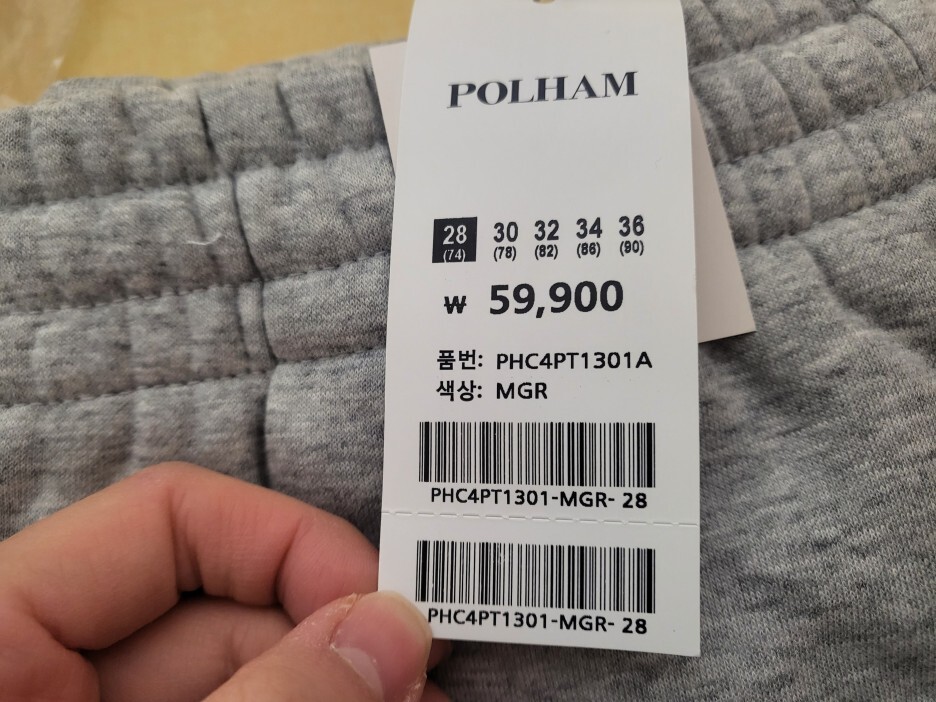 POLHAM
28 30 32 34 36
(74) (78) (82) (86) (90)
₩ 59,900
품번: PHC4PT1301A
색상: MGR
PHC4PT1301-MGR- 28
PHC4PT1301-MGR- 28